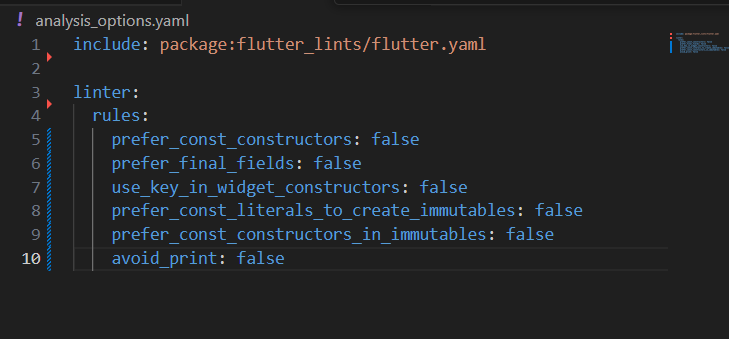 ! analysis_options.yaml
1 include: package:flutter_lints/flutter.yaml
2
3 linter:
4 rules:
5 prefer_const_constructors: false
6 prefer_final_fields: false
7 use_key_in_widget_constructors: false
8 prefer_const_literals_to_create_immutables: false
9 prefer_const_constructors_in_immutables: false
10 avoid_print: false